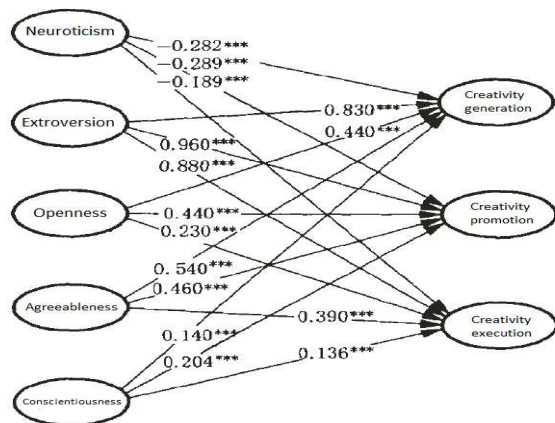 Neuroticism
−0.282***
−0.289***
−0.189***
Creativity
generation
Extroversion
0.830***
0.440***
0.960***
0.880***
Openness
0.440***
0.230***
Creativity
promotion
0.540***
0.460***
Agreeableness
0.390***
Creativity
execution
0.140***
0.204***
0.136***
Conscientiousness